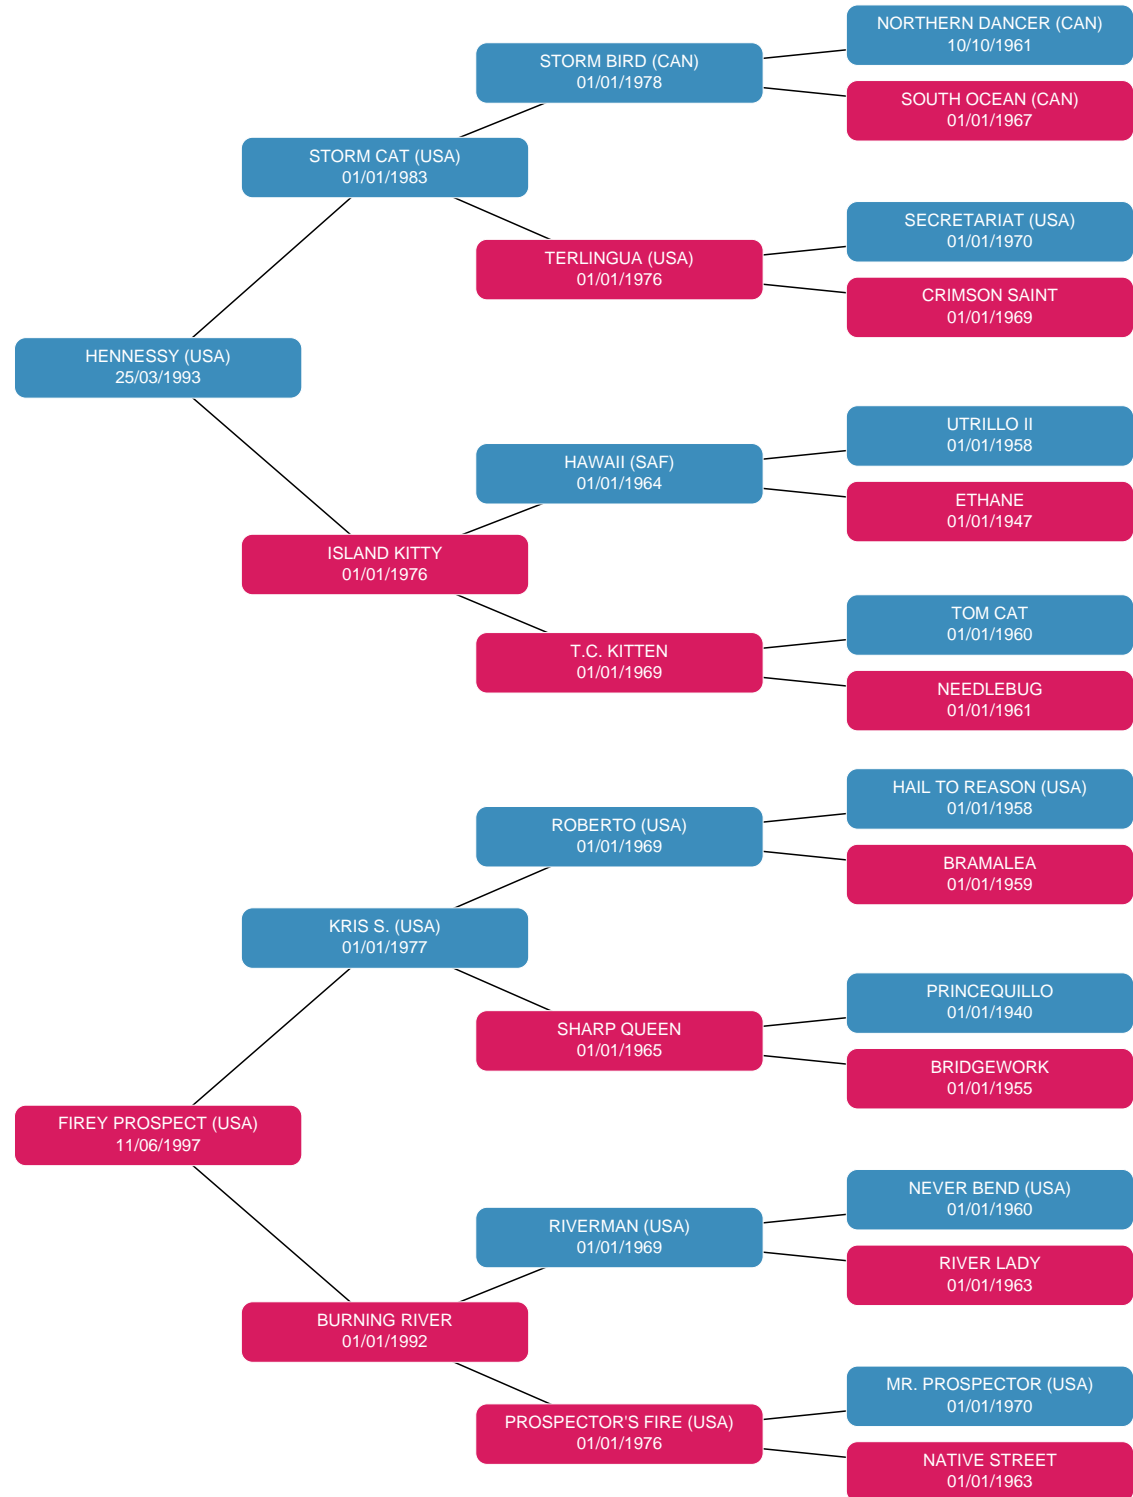 NORTHERN DANCER (CAN)
10/10/1961
STORM BIRD (CAN)
01/01/1978
SOUTH OCEAN (CAN)
01/01/1967
STORM CAT (USA)
01/01/1983
SECRETARIAT (USA)
01/01/1970
TERLINGUA (USA)
01/01/1976
CRIMSON SAINT
01/01/1969
HENNESSY (USA)
25/03/1993
UTRILLO II
01/01/1958
HAWAII (SAF)
01/01/1964
ETHANE
01/01/1947
ISLAND KITTY
01/01/1976
TOM CAT
01/01/1960
T.C. KITTEN
01/01/1969
NEEDLEBUG
01/01/1961
HAIL TO REASON (USA)
01/01/1958
ROBERTO (USA)
01/01/1969
BRAMALEA
01/01/1959
KRIS S. (USA)
01/01/1977
PRINCEQUILLO
01/01/1940
SHARP QUEEN
01/01/1965
BRIDGEWORK
01/01/1955
FIREY PROSPECT (USA)
11/06/1997
NEVER BEND (USA)
01/01/1960
RIVERMAN (USA)
01/01/1969
RIVER LADY
01/01/1963
BURNING RIVER
01/01/1992
MR. PROSPECTOR (USA)
01/01/1970
PROSPECTOR'S FIRE (USA)
01/01/1976
NATIVE STREET
01/01/1963